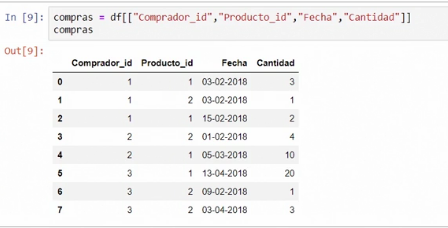 In [9]: compras = df[["Comprador_id","Producto_id","Fecha","Cantidad"]]
compras
Out[9]:
Comprador_id Producto_id Fecha Cantidad
0 1 1 03-02-2018 3
1 1 2 03-02-2018 1
2 1 1 15-02-2018 2
3 2 2 01-02-2018 4
4 2 1 05-03-2018 10
5 3 1 13-04-2018 20
6 3 2 09-02-2018 1
7 3 2 03-04-2018 3